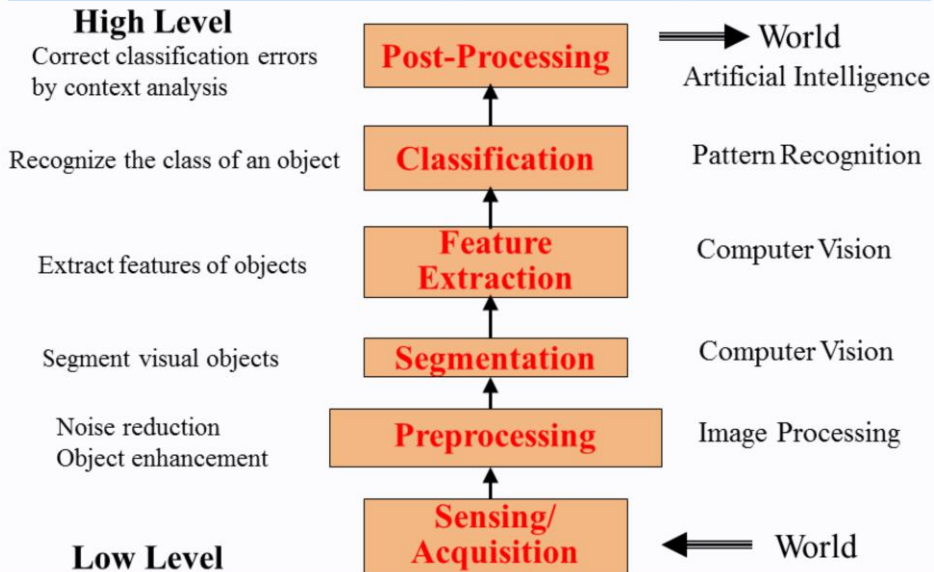 High Level
Correct classification errors
by context analysis
Post-Processing
World
Artificial Intelligence
Recognize the class of an object
Classification
Pattern Recognition
Extract features of objects
Feature
Extraction
Computer Vision
Segment visual objects
Segmentation
Computer Vision
Noise reduction
Object enhancement
Preprocessing
Image Processing
Low Level
Sensing/
Acquisition
World